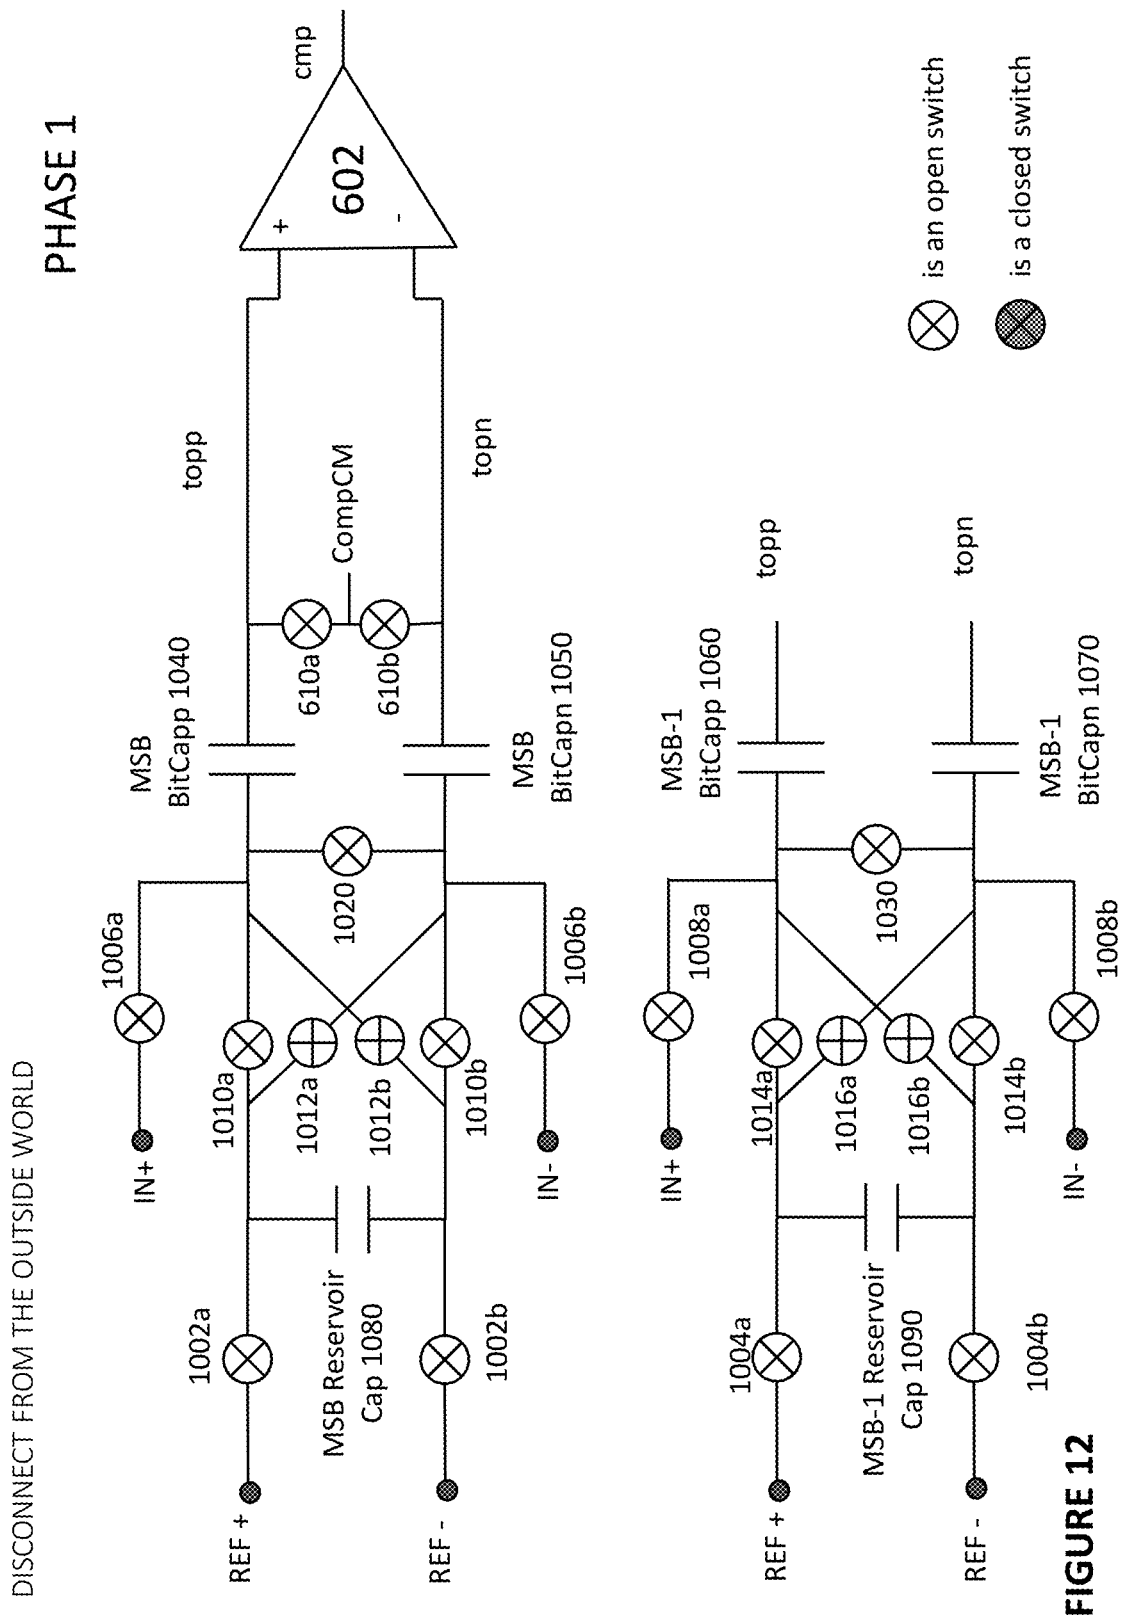 DISCONNECT FROM THE OUTSIDE WORLD
PHASE 1
REF +
1002a
IN+
1006a
1010a
1012a
1012b
1010b
MSB Reservoir
Cap 1080
REF -
1002b
IN-
1006b
1020
MSB
BitCapp 1040
MSB
BitCapn 1050
610a
610b
CompCM
topp
topn
+
-
602
cmp
REF +
1004a
IN+
1008a
1014a
1016a
1016b
1014b
MSB-1 Reservoir
Cap 1090
REF -
1004b
IN-
1008b
1030
MSB-1
BitCapp 1060
MSB-1
BitCapn 1070
topp
topn
is an open switch
is a closed switch
FIGURE 12